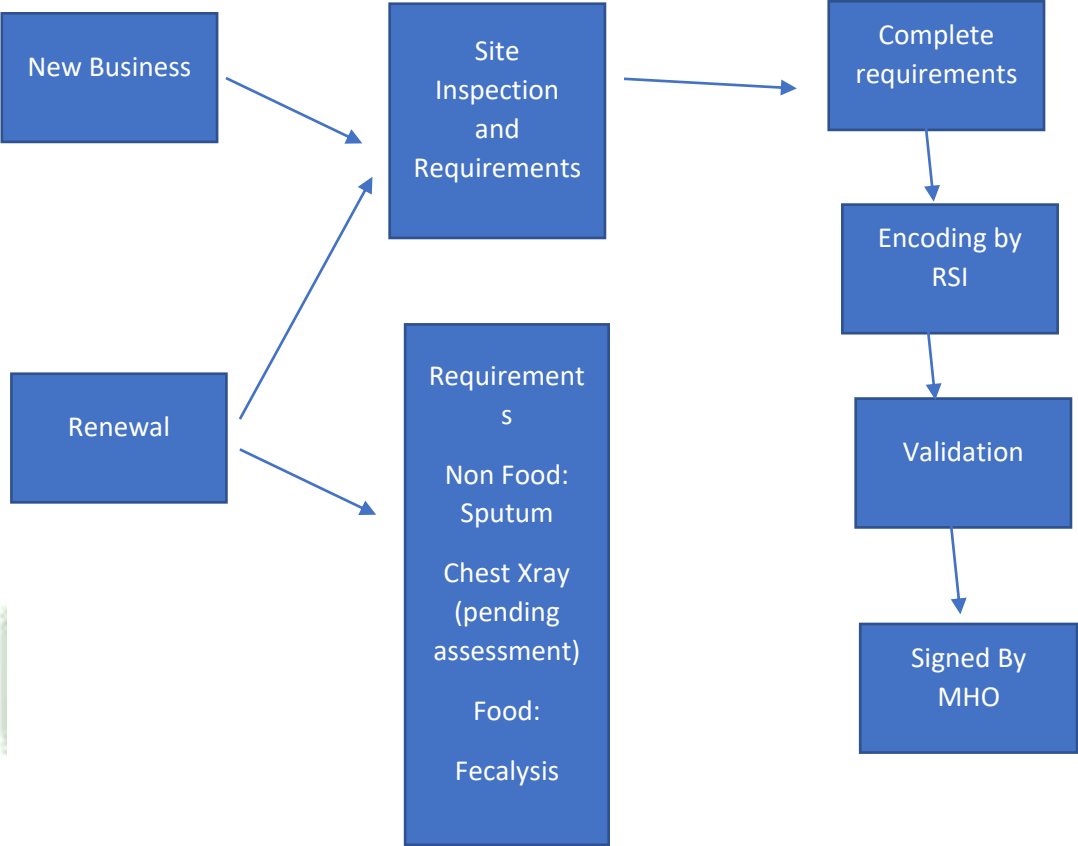 New Business
Site
Inspection
and
Requirements
Complete
requirements
Encoding by
RSI
Renewal
Requirement
s
Non Food:
Sputum
Chest Xray
(pending
assessment)
Food:
Fecalysis
Validation
Signed By
MHO